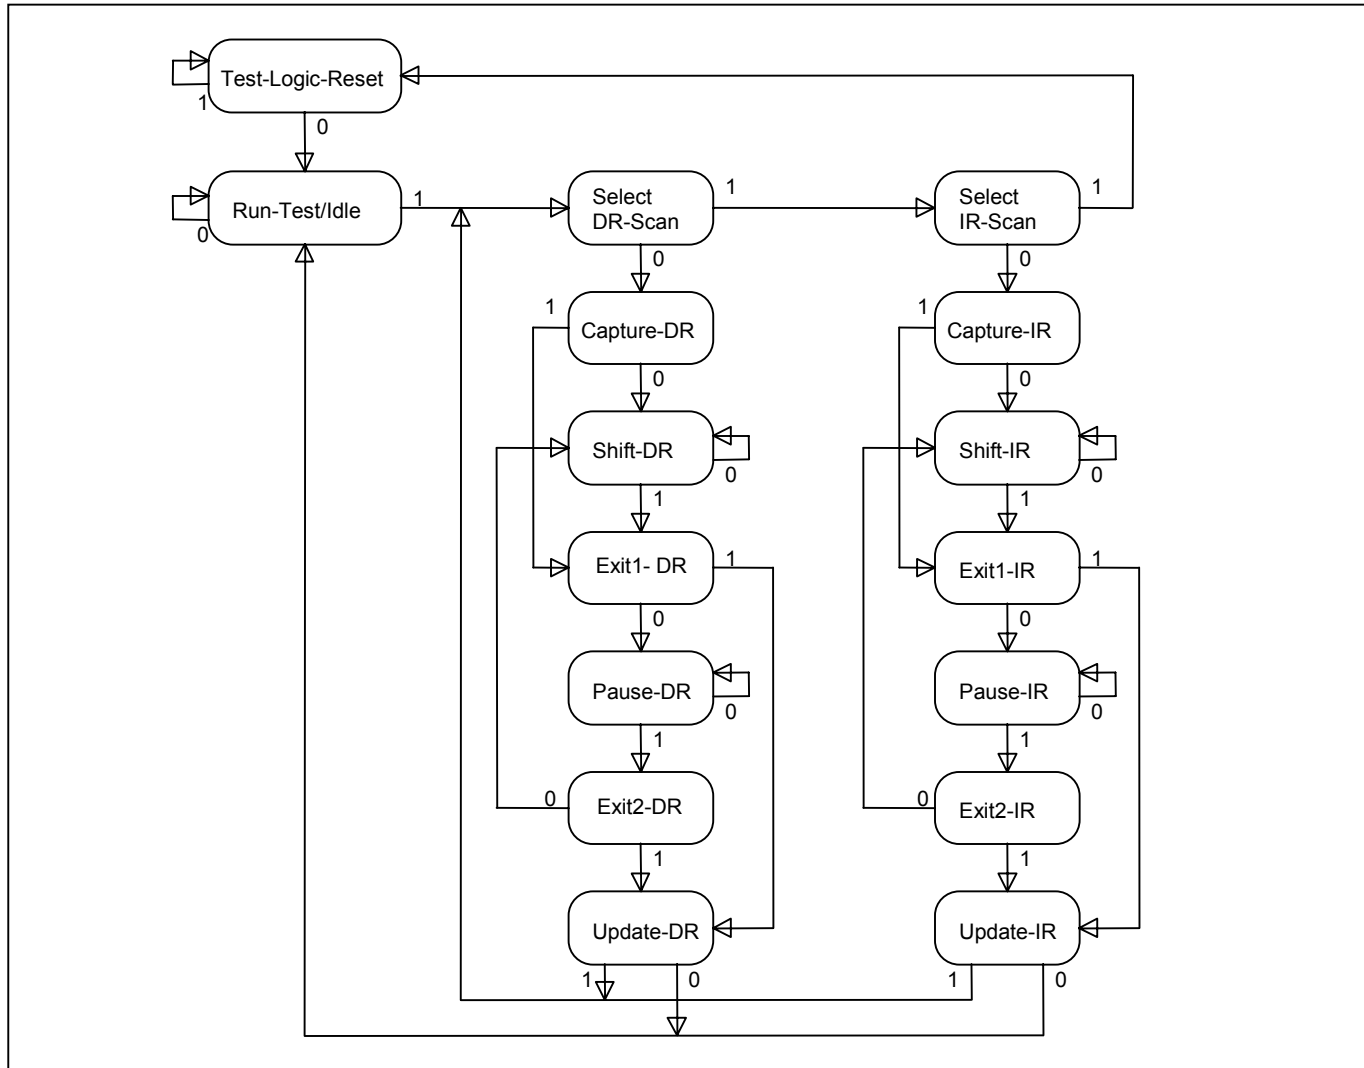 Test-Logic-Reset
1
0
Run-Test/Idle
0
1
Select
DR-Scan
1
Select
IR-Scan
1
0
0
1
Capture-DR
1
Capture-IR
0
0
Shift-DR
0
Shift-IR
0
1
1
Exit1- DR
1
Exit1-IR
1
0
0
Pause-DR
0
Pause-IR
0
1
1
0
Exit2-DR
0
Exit2-IR
1
1
Update-DR
Update-IR
1
0
1
0